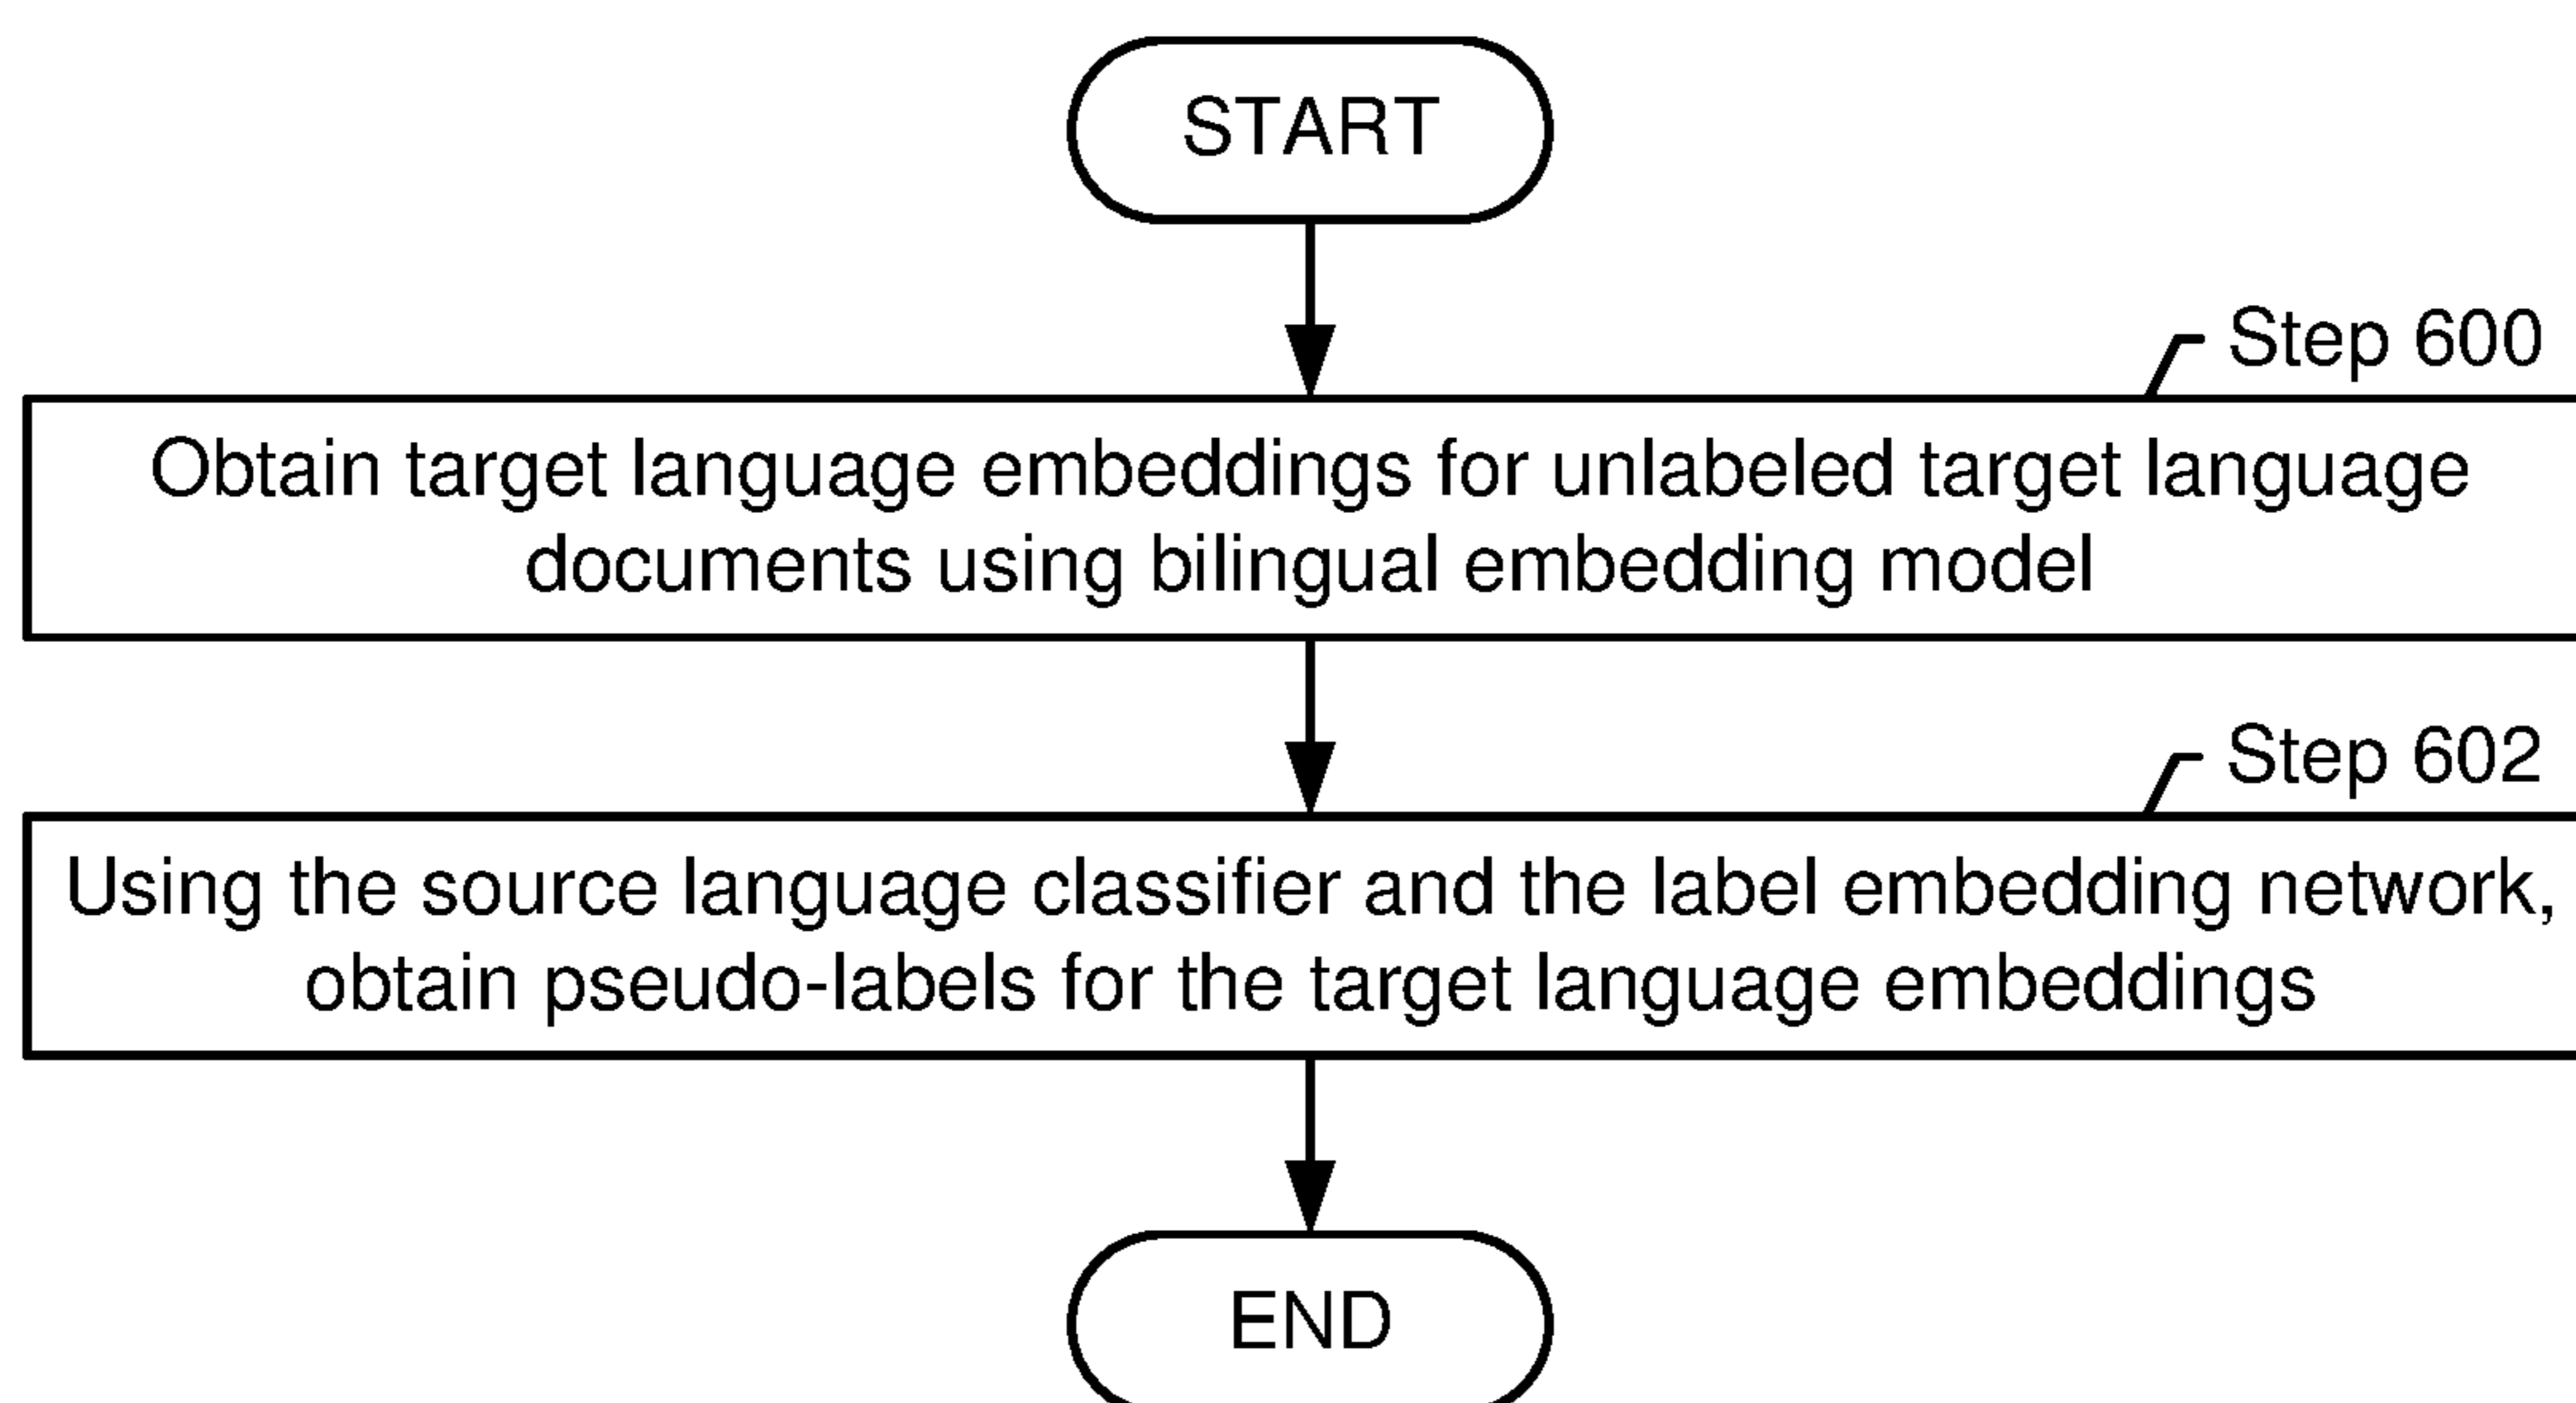 START
Step 600
Obtain target language embeddings for unlabeled target language
documents using bilingual embedding model
Step 602
Using the source language classifier and the label embedding network,
obtain pseudo-labels for the target language embeddings
END